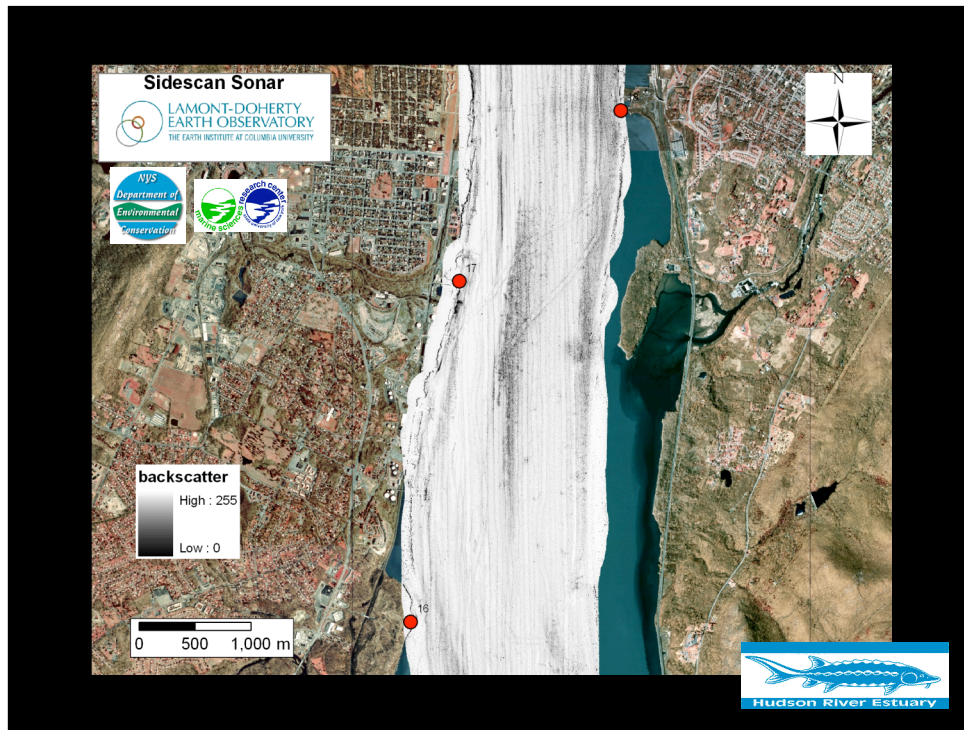 Sidescan Sonar
LAMONT-DOHERTY
EARTH OBSERVATORY
THE EARTH INSTITUTE AT COLUMBIA UNIVERSITY
N
NYS
Department of
Environmental
Conservation
marine sciences
research center
17
backscatter
High : 255
Low : 0
16
0 500 1,000 m
Hudson River Estuary